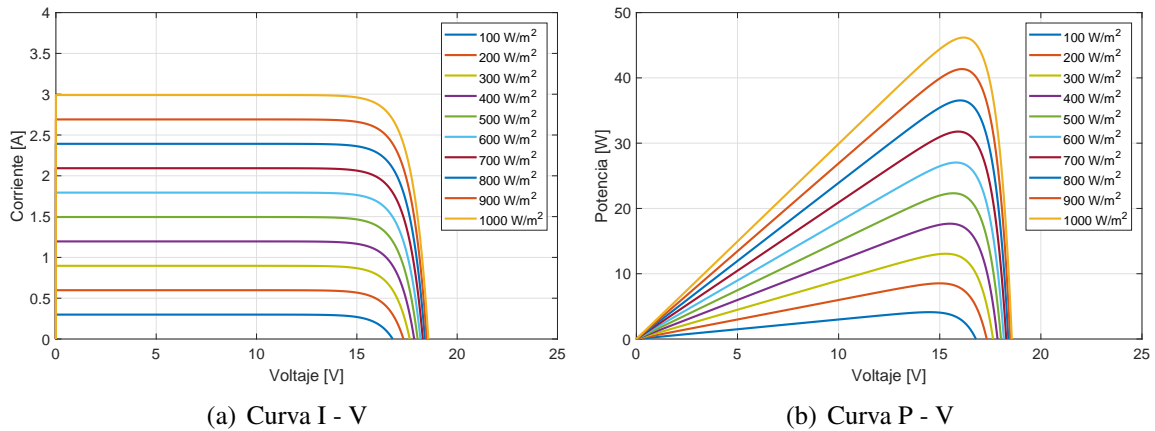 4
3.5
3
2.5
2
1.5
1
0.5
0
Corriente [A]
0 5 10 15 20 25
Voltaje [V]
100 W/m²
200 W/m²
300 W/m²
400 W/m²
500 W/m²
600 W/m²
700 W/m²
800 W/m²
900 W/m²
1000 W/m²
(a) Curva I - V
50
40
30
20
10
0
Potencia [W]
0 5 10 15 20 25
Voltaje [V]
100 W/m²
200 W/m²
300 W/m²
400 W/m²
500 W/m²
600 W/m²
700 W/m²
800 W/m²
900 W/m²
1000 W/m²
(b) Curva P - V